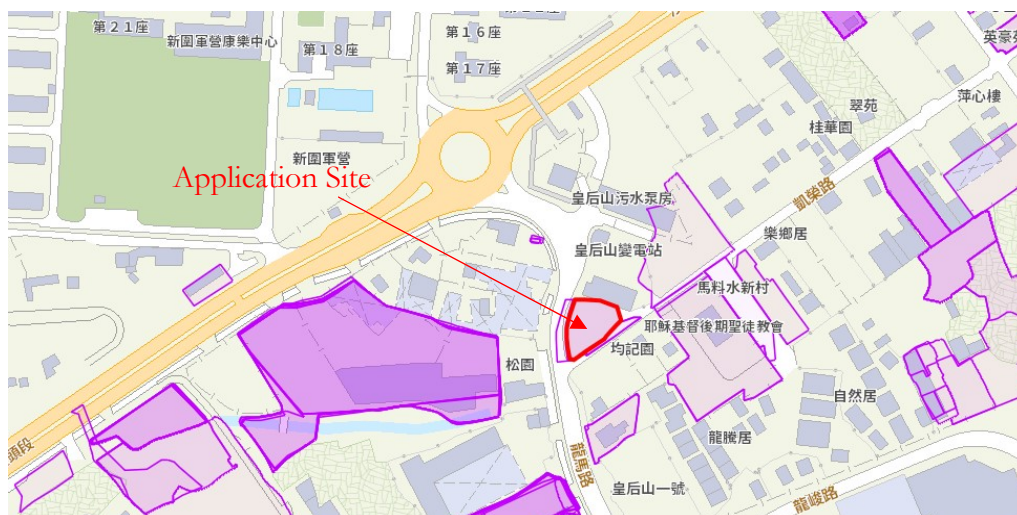 第21座
新圍軍營康樂中心
第18座
第16座
第17座
英豪苑
萍心樓
翠苑
桂華園
新圍軍營
Application Site
皇后山污水泵房
凱榮路
樂鄉居
皇后山變電站
馬料水新村
耶穌基督後期聖徒教會
均記園
松園
自然居
龍騰居
頭段
龍馬路
皇后山一號
龍峻路